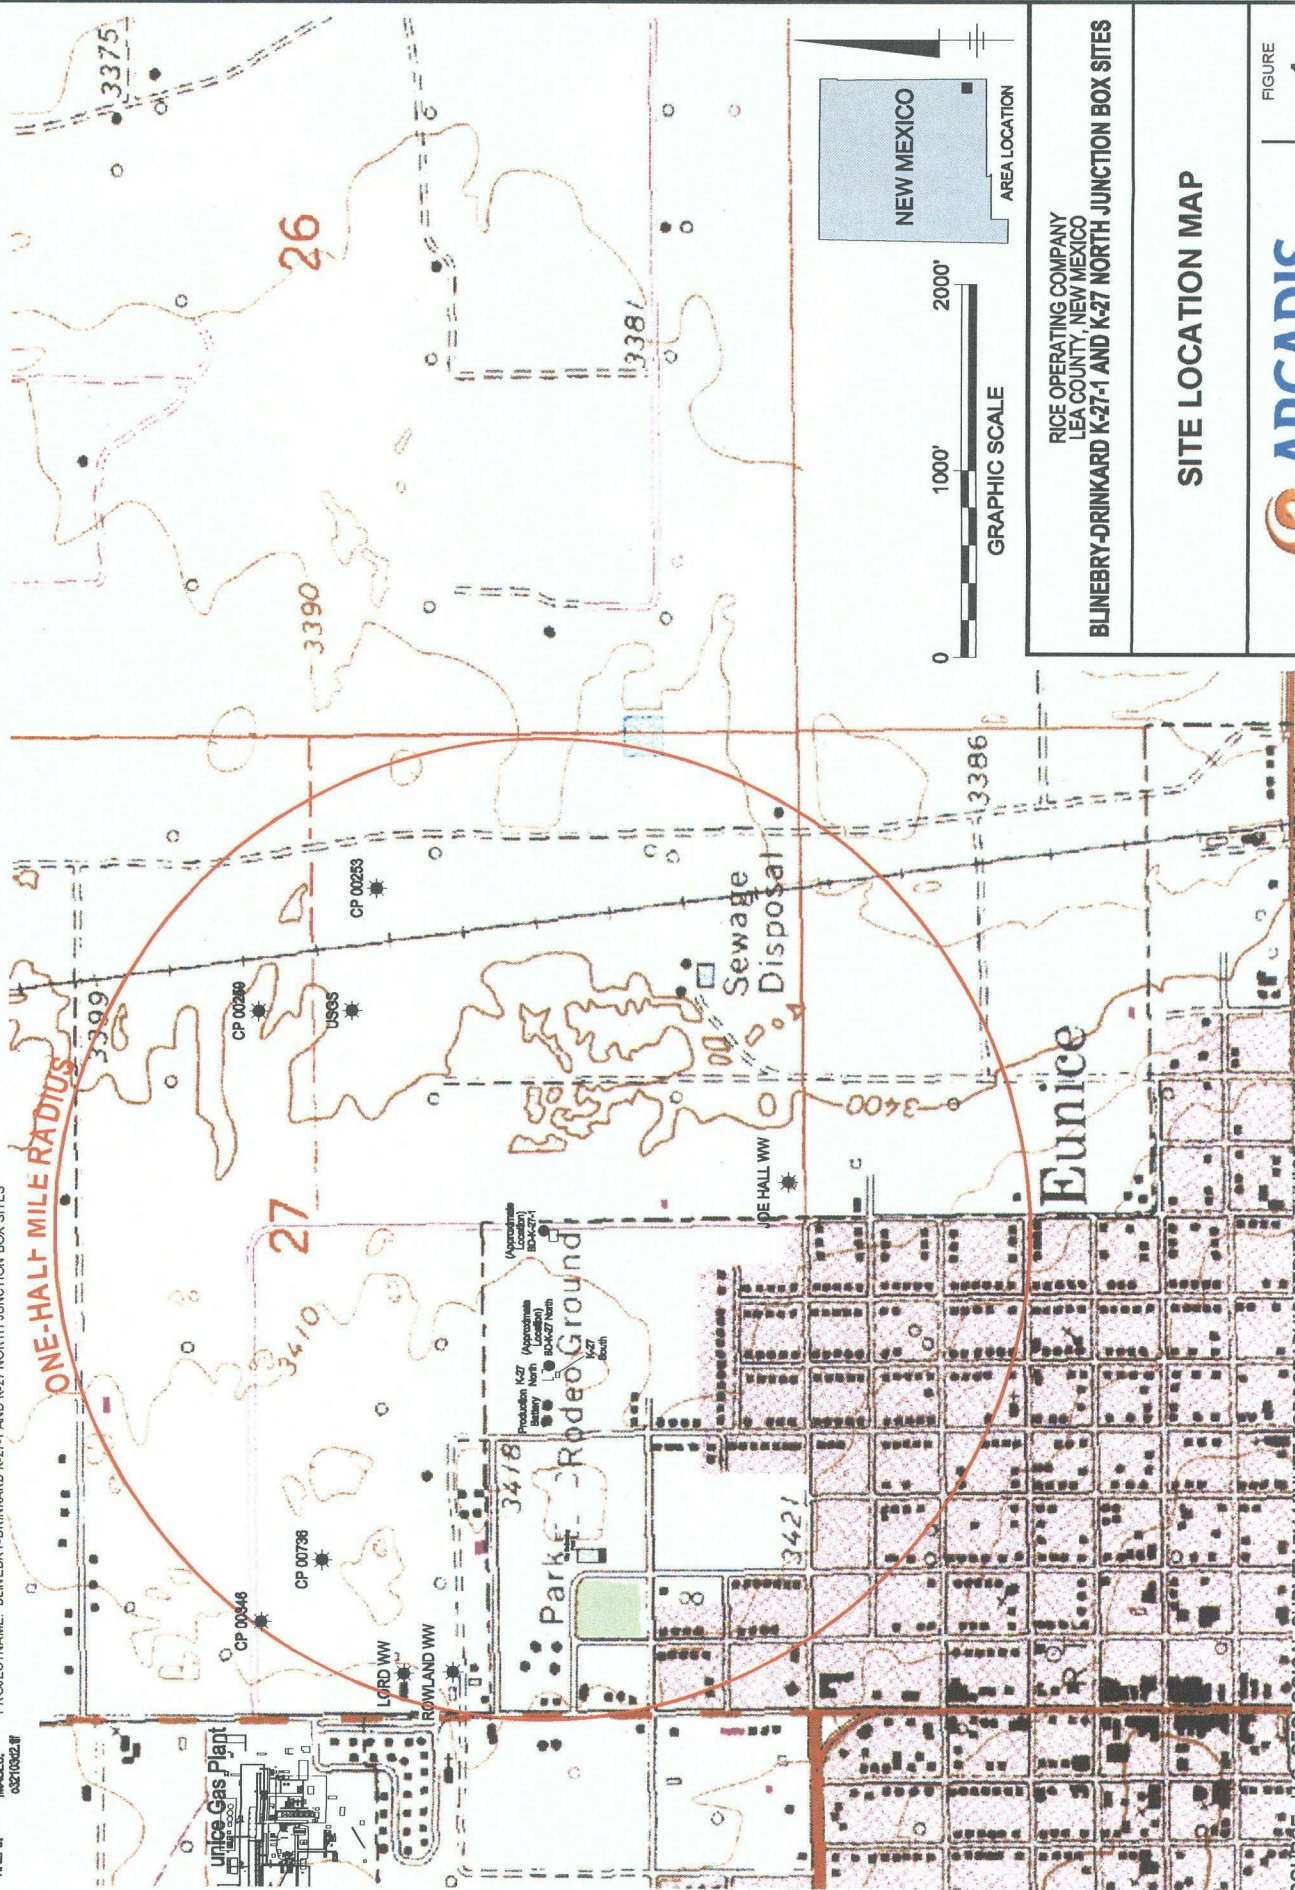 3375
26
3381
3390
27
3399
ONE-HALF MILE RADIUS
CP 00253
USGS
Sewage
Disposal
3386
3400
Eunice
JOE HALL WW
(Approximate
Location)
BD-K-27-1
(Approximate
Location)
BD-K-27 North
K-27
North
K-27
South
Production
Battery
3410
3418
Park
Rodeo Ground
3421
CP 00736
CP 00346
LORD WW
ROWLAND WW
unice Gas Plant
NEW MEXICO
AREA LOCATION
0
1000'
2000'
GRAPHIC SCALE
RICE OPERATING COMPANY
LEA COUNTY, NEW MEXICO
BLINEBRY-DRINKARD K-27-1 AND K-27 NORTH JUNCTION BOX SITES
SITE LOCATION MAP
FIGURE
ARCADIS